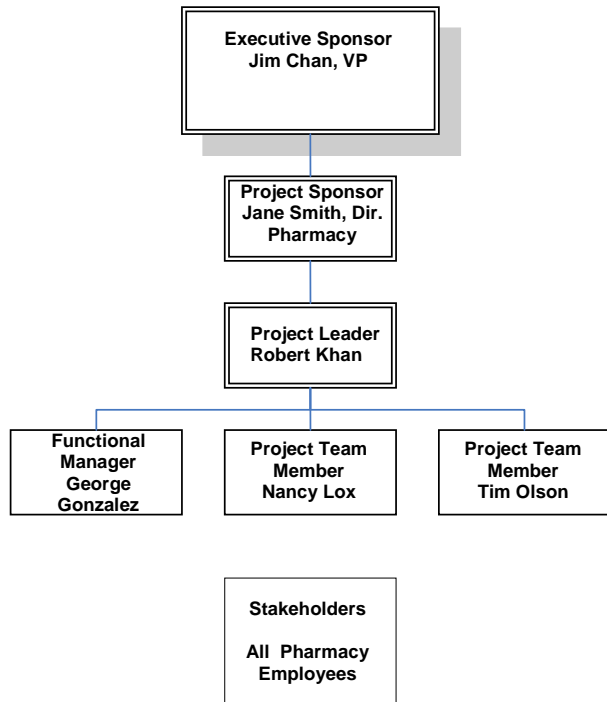 Executive Sponsor
Jim Chan, VP
Project Sponsor
Jane Smith, Dir.
Pharmacy
Project Leader
Robert Khan
Functional
Manager
George
Gonzalez
Project Team
Member
Nancy Lox
Project Team
Member
Tim Olson
Stakeholders
All Pharmacy
Employees